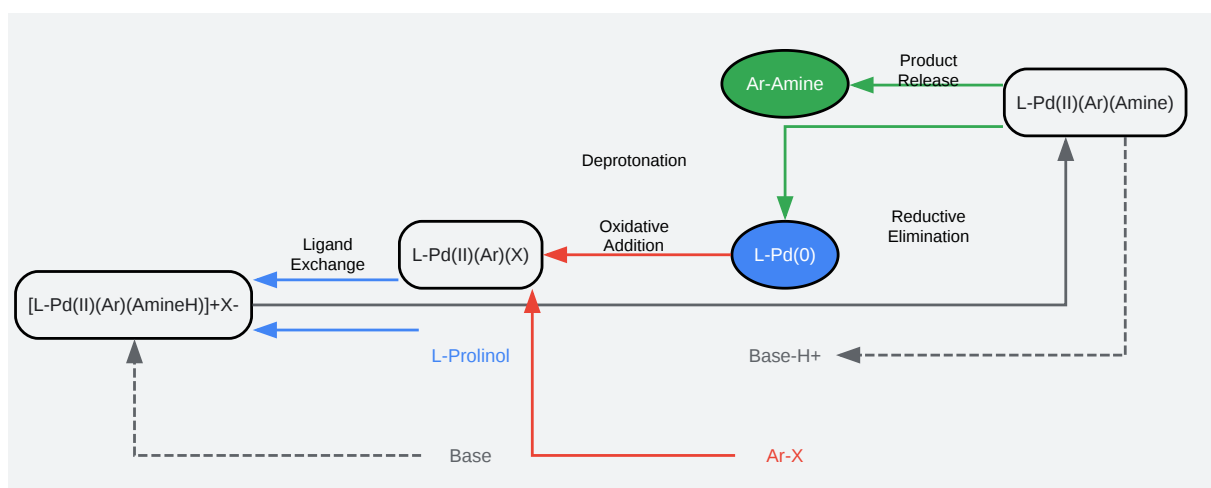 Product
Release
Ar-Amine
L-Pd(II)(Ar)(Amine)
Deprotonation
Reductive
Elimination
Oxidative
Addition
Ligand
Exchange
L-Pd(II)(Ar)(X)
L-Pd(0)
[L-Pd(II)(Ar)(AmineH)]+X-
L-Prolinol
Base-H+
Base
Ar-X